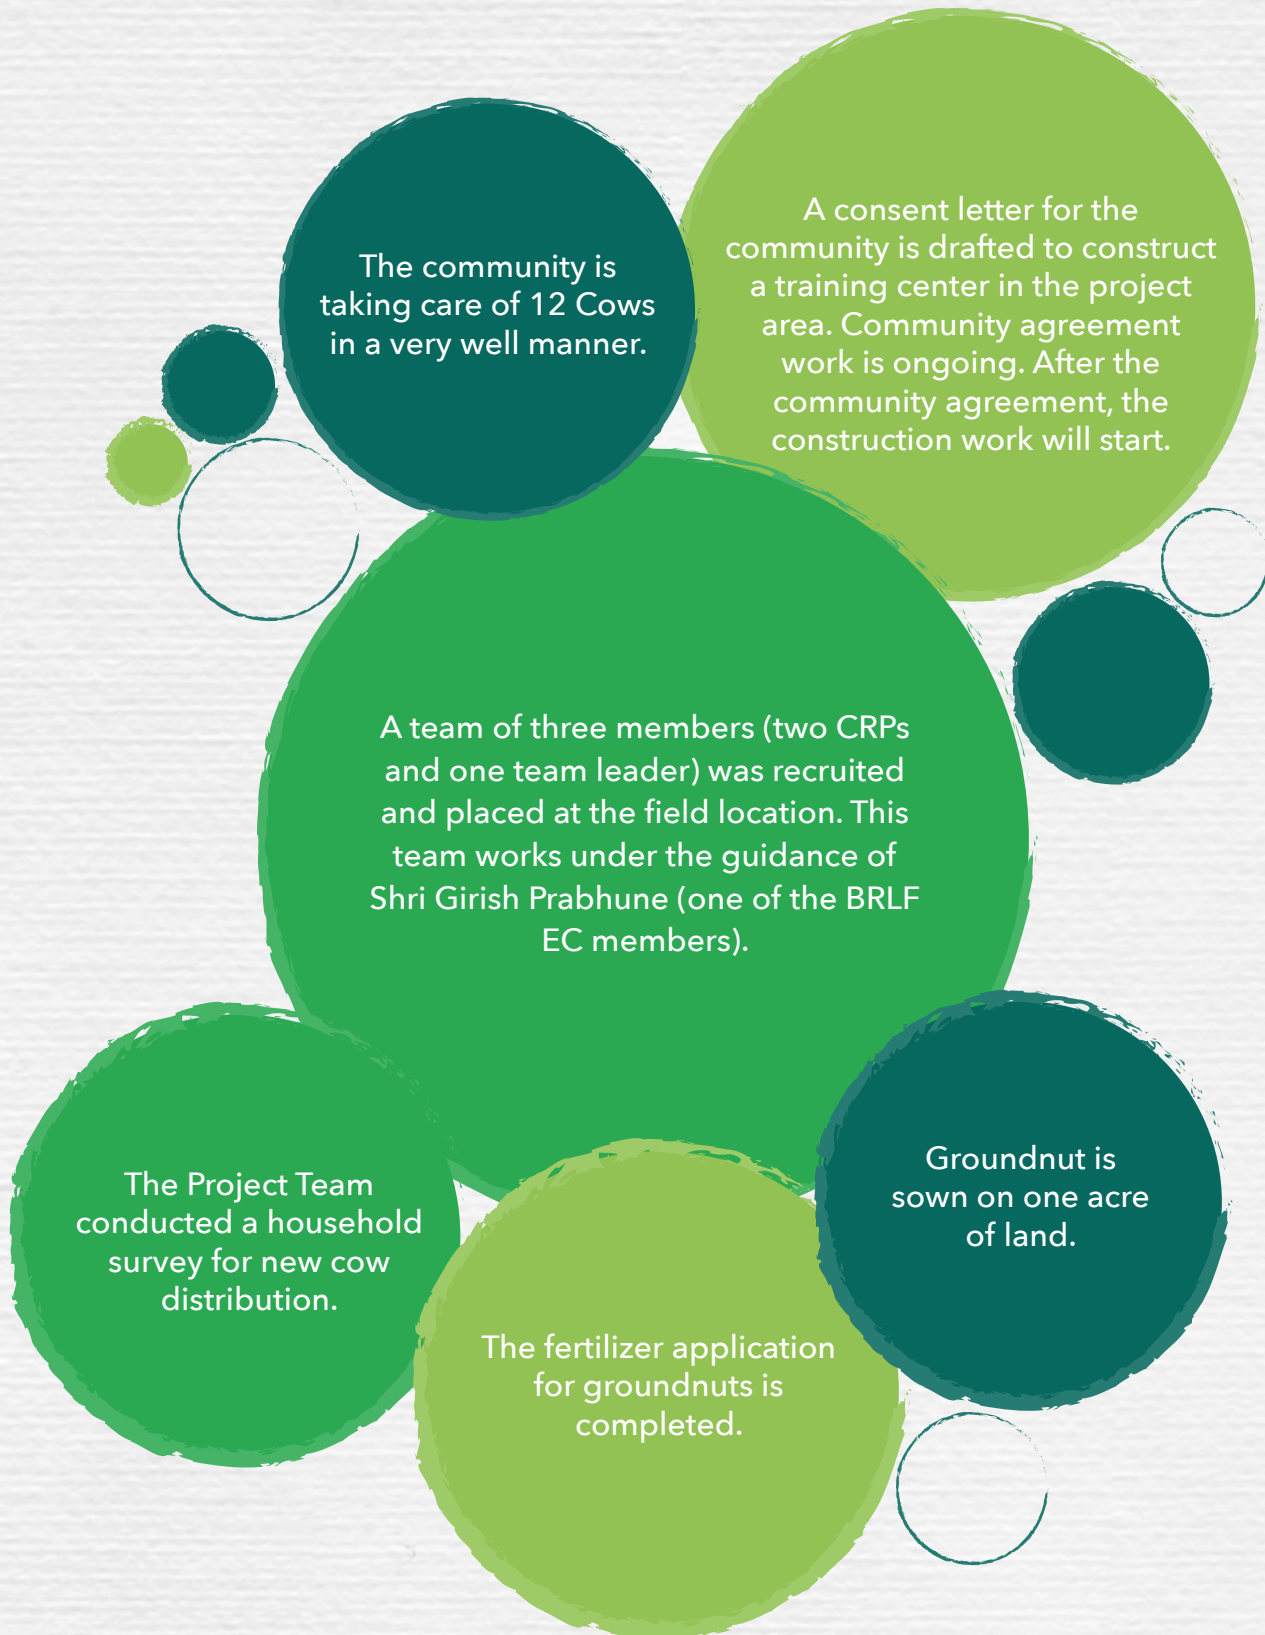 The community is
taking care of 12 Cows
in a very well manner.
A consent letter for the
community is drafted to construct
a training center in the project
area. Community agreement
work is ongoing. After the
community agreement, the
construction work will start.
A team of three members (two CRPs
and one team leader) was recruited
and placed at the field location. This
team works under the guidance of
Shri Girish Prabhune (one of the BRLF
EC members).
The Project Team
conducted a household
survey for new cow
distribution.
The fertilizer application
for groundnuts is
completed.
Groundnut is
sown on one acre
of land.